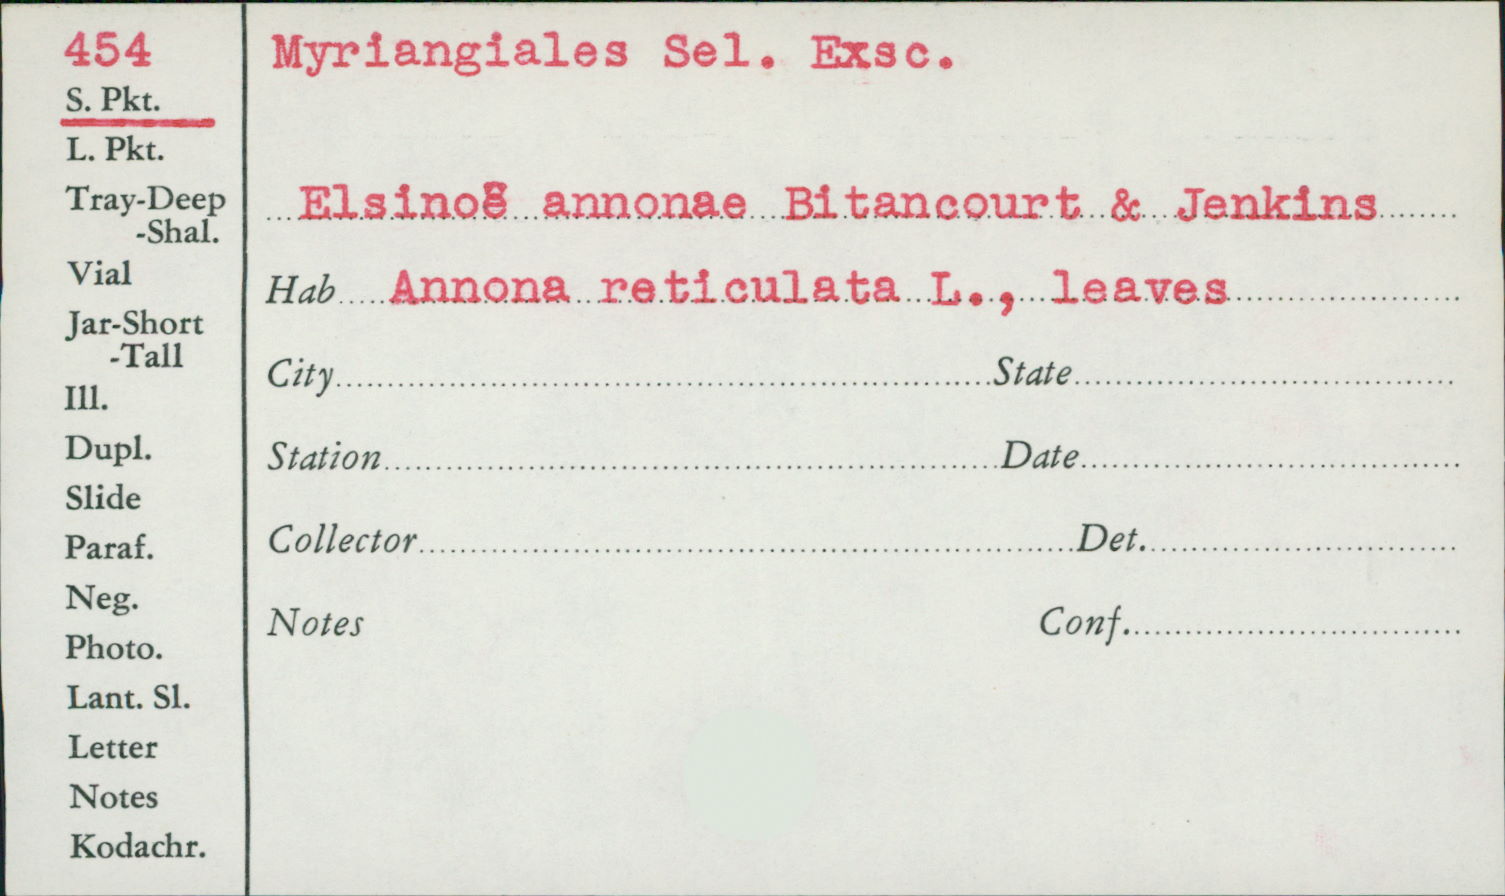 454
S. Pkt.
L. Pkt.
Tray-Deep
-Shal.
Vial
Jar-Short
-Tall
Ill.
Dupl.
Slide
Paraf.
Neg.
Photo.
Lant. Sl.
Letter
Notes
Kodachr.
Myriangiales Sel. Exsc.
Elsinoë annonae Bitancourt & Jenkins
Hab Annona reticulata L., leaves
City State
Station Date
Collector Det.
Notes Conf.